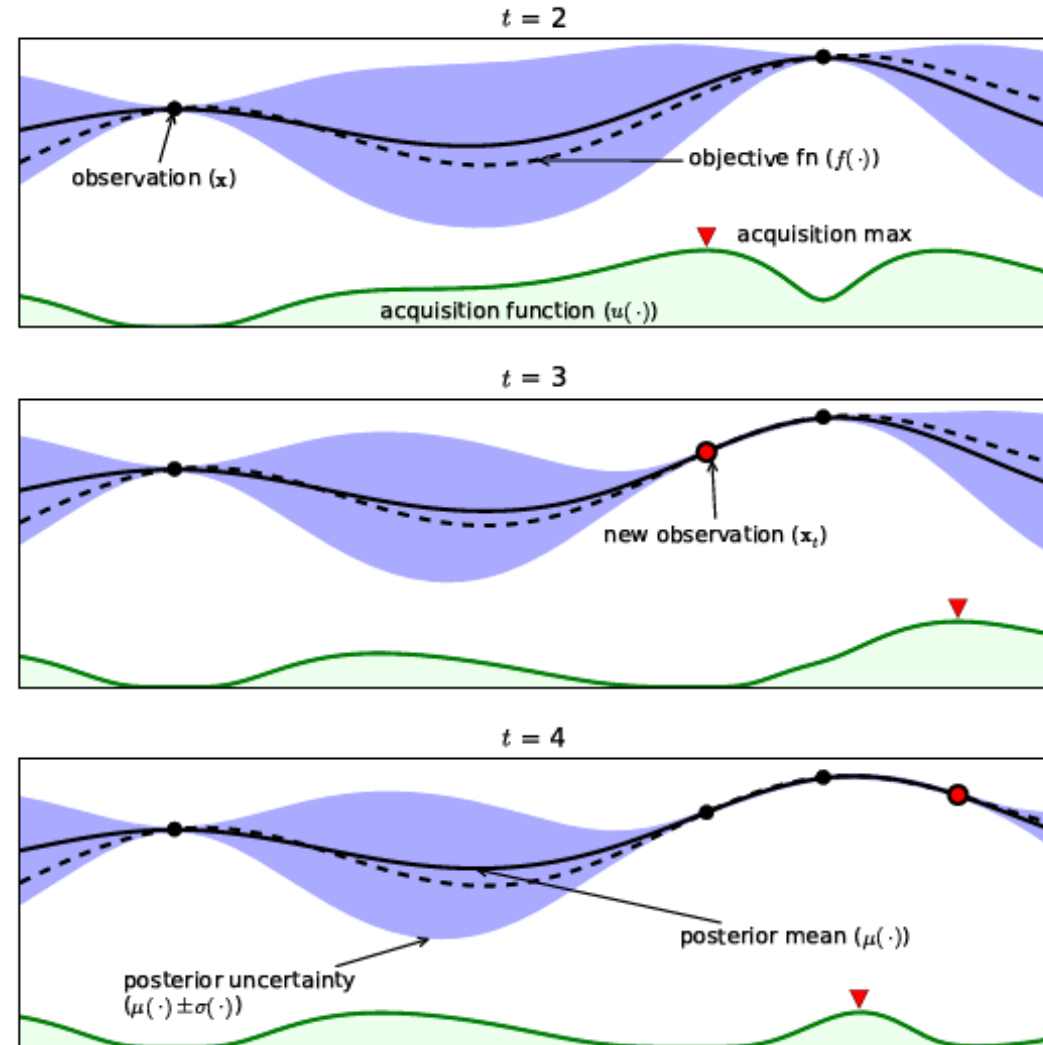 t = 2
observation (x)
objective fn (f(·))
acquisition max
acquisition function (u(·))
t = 3
new observation (xₜ)
t = 4
posterior mean (μ(·))
posterior uncertainty
(μ(·) ±σ(·))